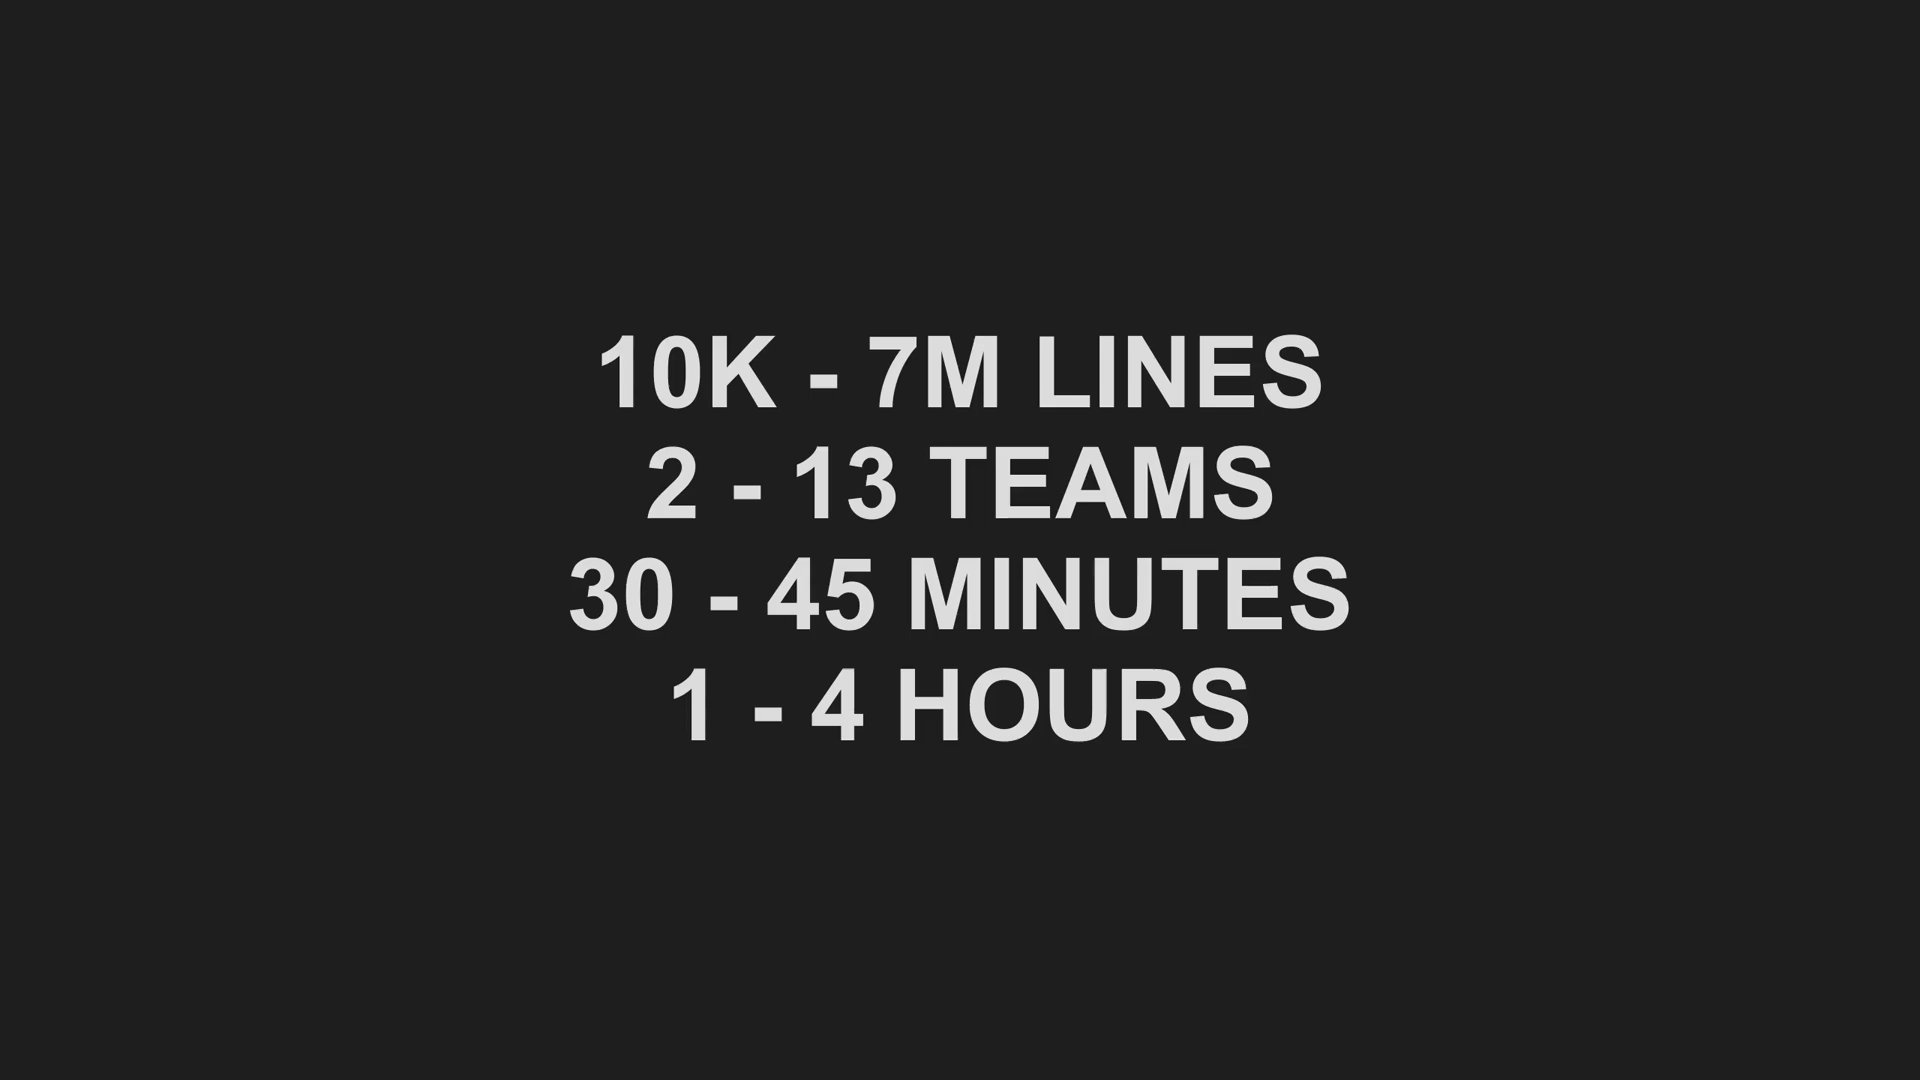 10K - 7M LINES
2 - 13 TEAMS
30 - 45 MINUTES
1 - 4 HOURS